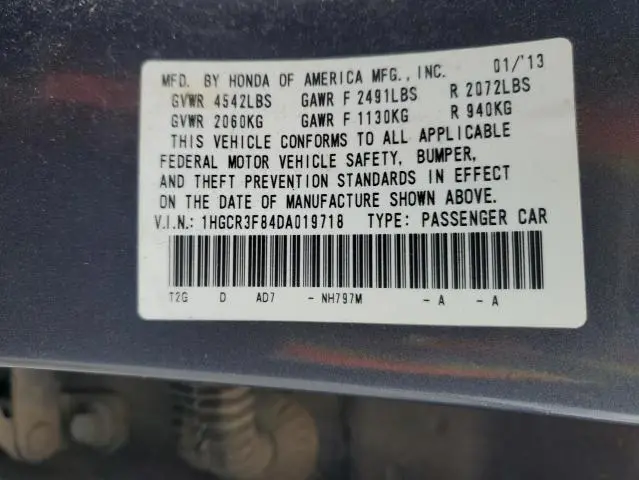 MFD. BY HONDA OF AMERICA MFG., INC. 01/'13
GVWR 4542LBS GAWR F 2491LBS R 2072LBS
GVWR 2060KG GAWR F 1130KG R 940KG
THIS VEHICLE CONFORMS TO ALL APPLICABLE
FEDERAL MOTOR VEHICLE SAFETY, BUMPER,
AND THEFT PREVENTION STANDARDS IN EFFECT
ON THE DATE OF MANUFACTURE SHOWN ABOVE.
V.I.N.: 1HGCR3F84DA019718 TYPE: PASSENGER CAR
T2G D AD7 - NH797M - A - A